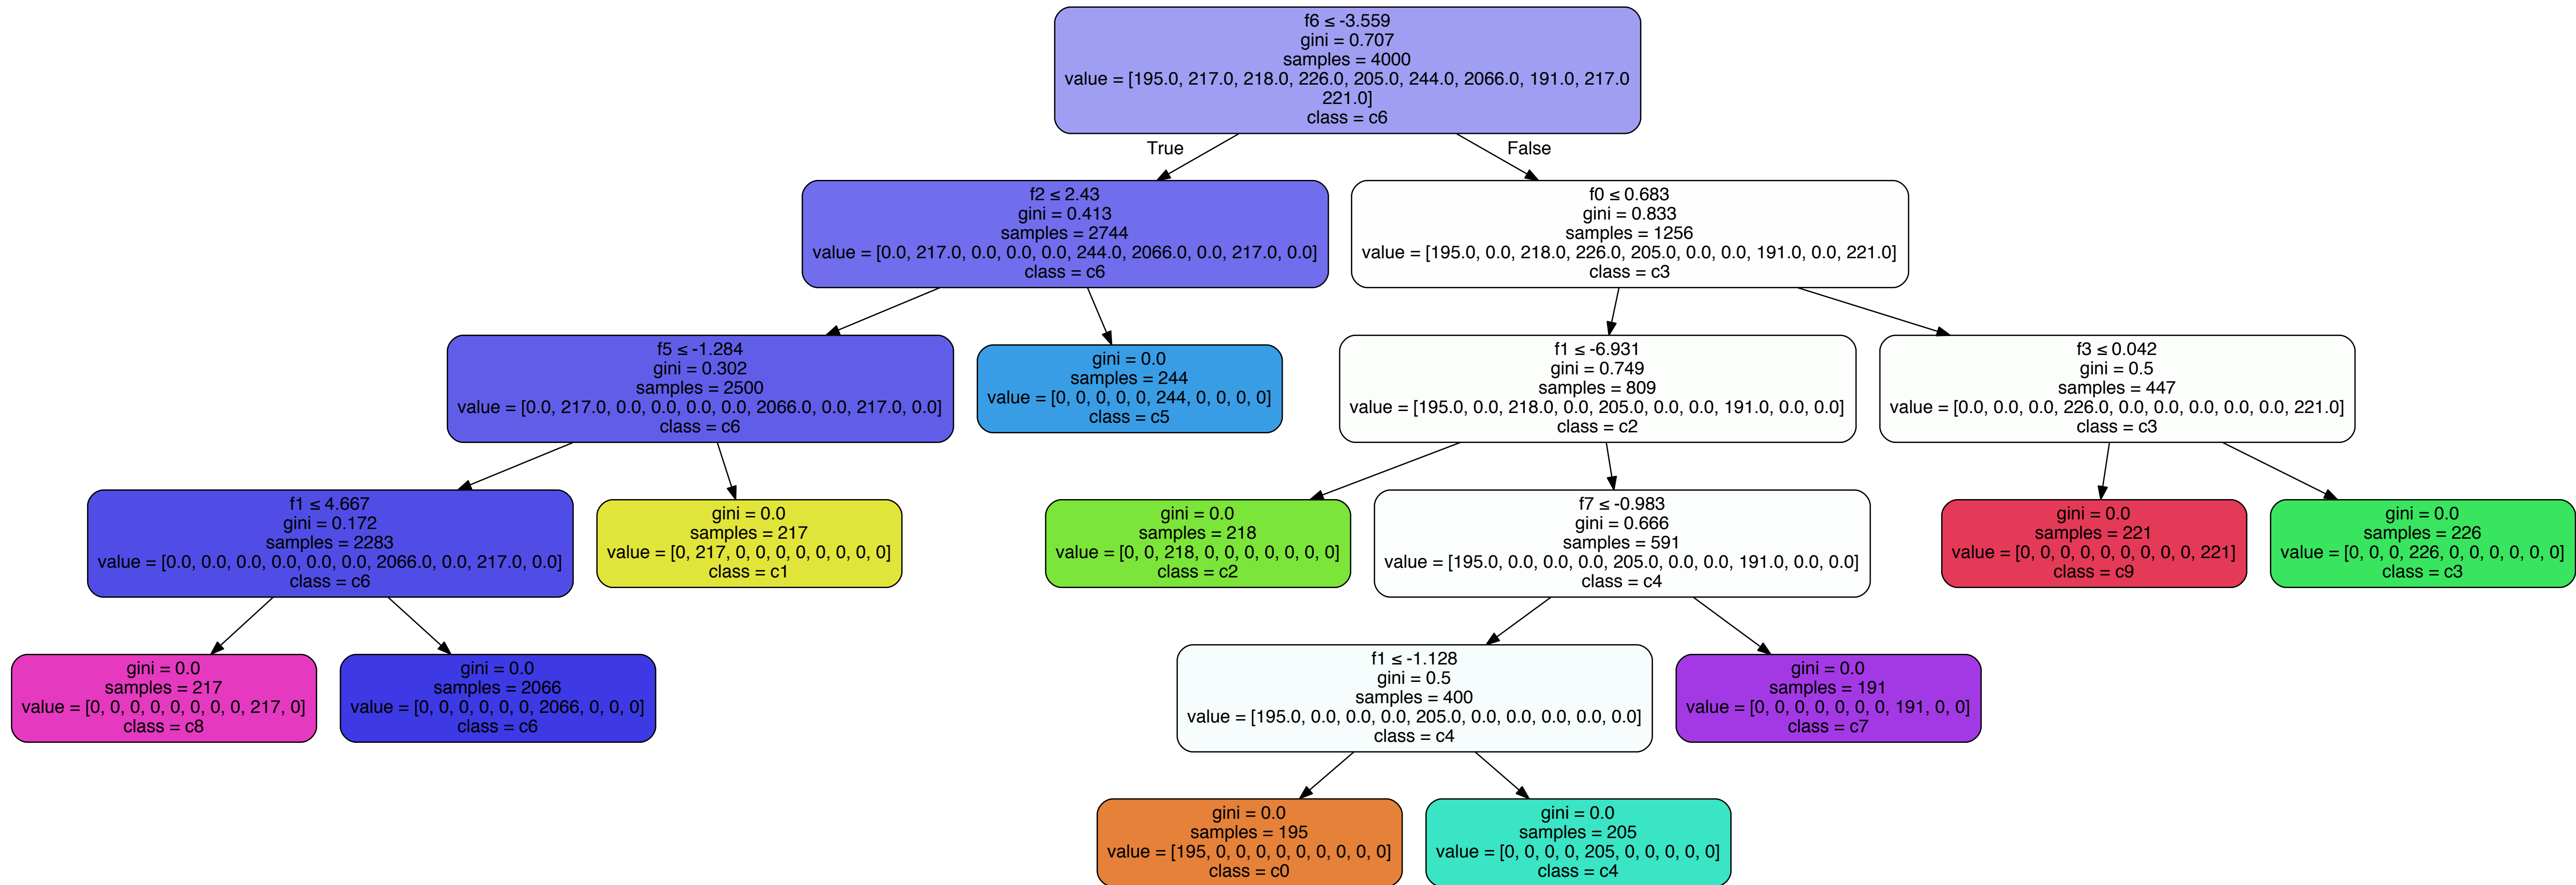 f6 ≤ -3.559
gini = 0.707
samples = 4000
value = [195.0, 217.0, 218.0, 226.0, 205.0, 244.0, 2066.0, 191.0, 217.0
221.0]
class = c6
True
False
f2 ≤ 2.43
gini = 0.413
samples = 2744
value = [0.0, 217.0, 0.0, 0.0, 0.0, 244.0, 2066.0, 0.0, 217.0, 0.0]
class = c6
f0 ≤ 0.683
gini = 0.833
samples = 1256
value = [195.0, 0.0, 218.0, 226.0, 205.0, 0.0, 0.0, 191.0, 0.0, 221.0]
class = c3
f5 ≤ -1.284
gini = 0.302
samples = 2500
value = [0.0, 217.0, 0.0, 0.0, 0.0, 0.0, 2066.0, 0.0, 217.0, 0.0]
class = c6
gini = 0.0
samples = 244
value = [0, 0, 0, 0, 0, 244, 0, 0, 0, 0]
class = c5
f1 ≤ -6.931
gini = 0.749
samples = 809
value = [195.0, 0.0, 218.0, 0.0, 205.0, 0.0, 0.0, 191.0, 0.0, 0.0]
class = c2
f3 ≤ 0.042
gini = 0.5
samples = 447
value = [0.0, 0.0, 0.0, 226.0, 0.0, 0.0, 0.0, 0.0, 0.0, 221.0]
class = c3
f1 ≤ 4.667
gini = 0.172
samples = 2283
value = [0.0, 0.0, 0.0, 0.0, 0.0, 0.0, 2066.0, 0.0, 217.0, 0.0]
class = c6
gini = 0.0
samples = 217
value = [0, 217, 0, 0, 0, 0, 0, 0, 0, 0]
class = c1
gini = 0.0
samples = 218
value = [0, 0, 218, 0, 0, 0, 0, 0, 0, 0]
class = c2
f7 ≤ -0.983
gini = 0.666
samples = 591
value = [195.0, 0.0, 0.0, 0.0, 205.0, 0.0, 0.0, 191.0, 0.0, 0.0]
class = c4
gini = 0.0
samples = 221
value = [0, 0, 0, 0, 0, 0, 0, 0, 0, 221]
class = c9
gini = 0.0
samples = 226
value = [0, 0, 0, 226, 0, 0, 0, 0, 0, 0]
class = c3
gini = 0.0
samples = 217
value = [0, 0, 0, 0, 0, 0, 0, 0, 217, 0]
class = c8
gini = 0.0
samples = 2066
value = [0, 0, 0, 0, 0, 0, 2066, 0, 0, 0]
class = c6
f1 ≤ -1.128
gini = 0.5
samples = 400
value = [195.0, 0.0, 0.0, 0.0, 205.0, 0.0, 0.0, 0.0, 0.0, 0.0]
class = c4
gini = 0.0
samples = 191
value = [0, 0, 0, 0, 0, 0, 0, 191, 0, 0]
class = c7
gini = 0.0
samples = 195
value = [195, 0, 0, 0, 0, 0, 0, 0, 0, 0]
class = c0
gini = 0.0
samples = 205
value = [0, 0, 0, 0, 205, 0, 0, 0, 0, 0]
class = c4